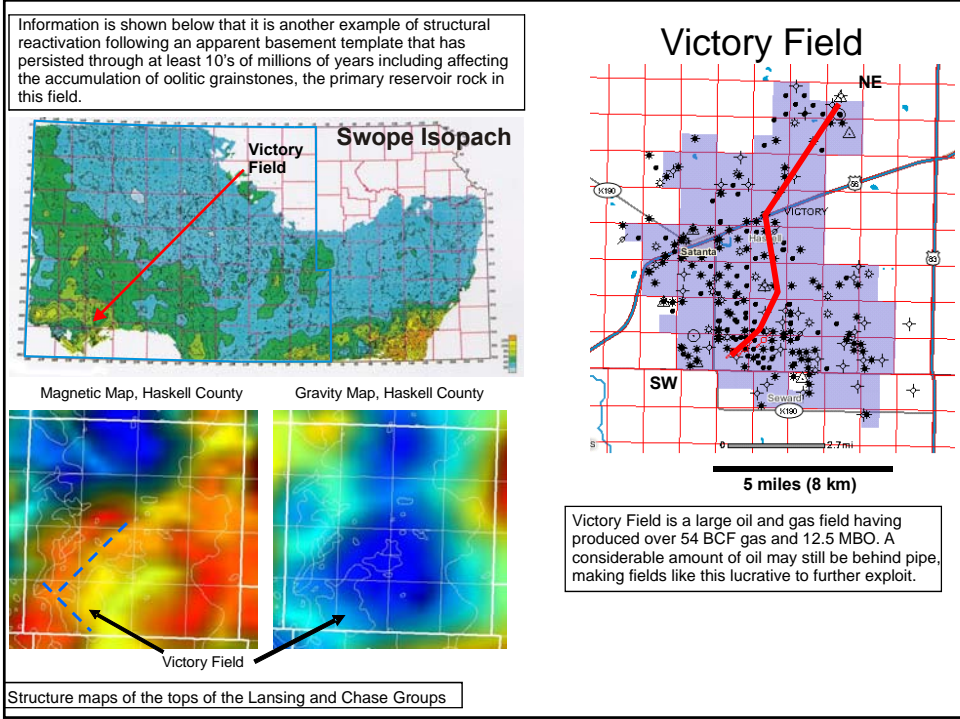 Information is shown below that it is another example of structural
reactivation following an apparent basement template that has
persisted through at least 10's of millions of years including affecting
the accumulation of oolitic grainstones, the primary reservoir rock in
this field.
Swope Isopach
Victory
Field
Magnetic Map, Haskell County
Gravity Map, Haskell County
Victory Field
Structure maps of the tops of the Lansing and Chase Groups
Victory Field
NE
K190
56
VICTORY
Haskell
Satanta
83
SW
Seward
K190
S
0 2.7mi
5 miles (8 km)
Victory Field is a large oil and gas field having
produced over 54 BCF gas and 12.5 MBO. A
considerable amount of oil may still be behind pipe,
making fields like this lucrative to further exploit.